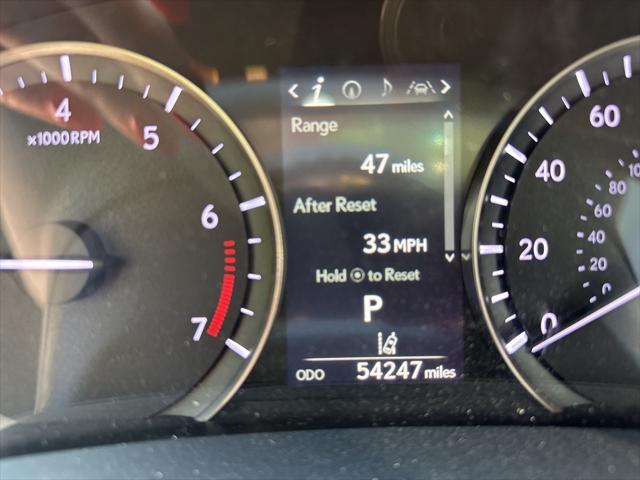 4
x1000RPM
5
6
7
Range
47 miles
After Reset
33 MPH
Hold to Reset
P
ODO 54247 miles
60
40
20
0
80
60
40
20
0